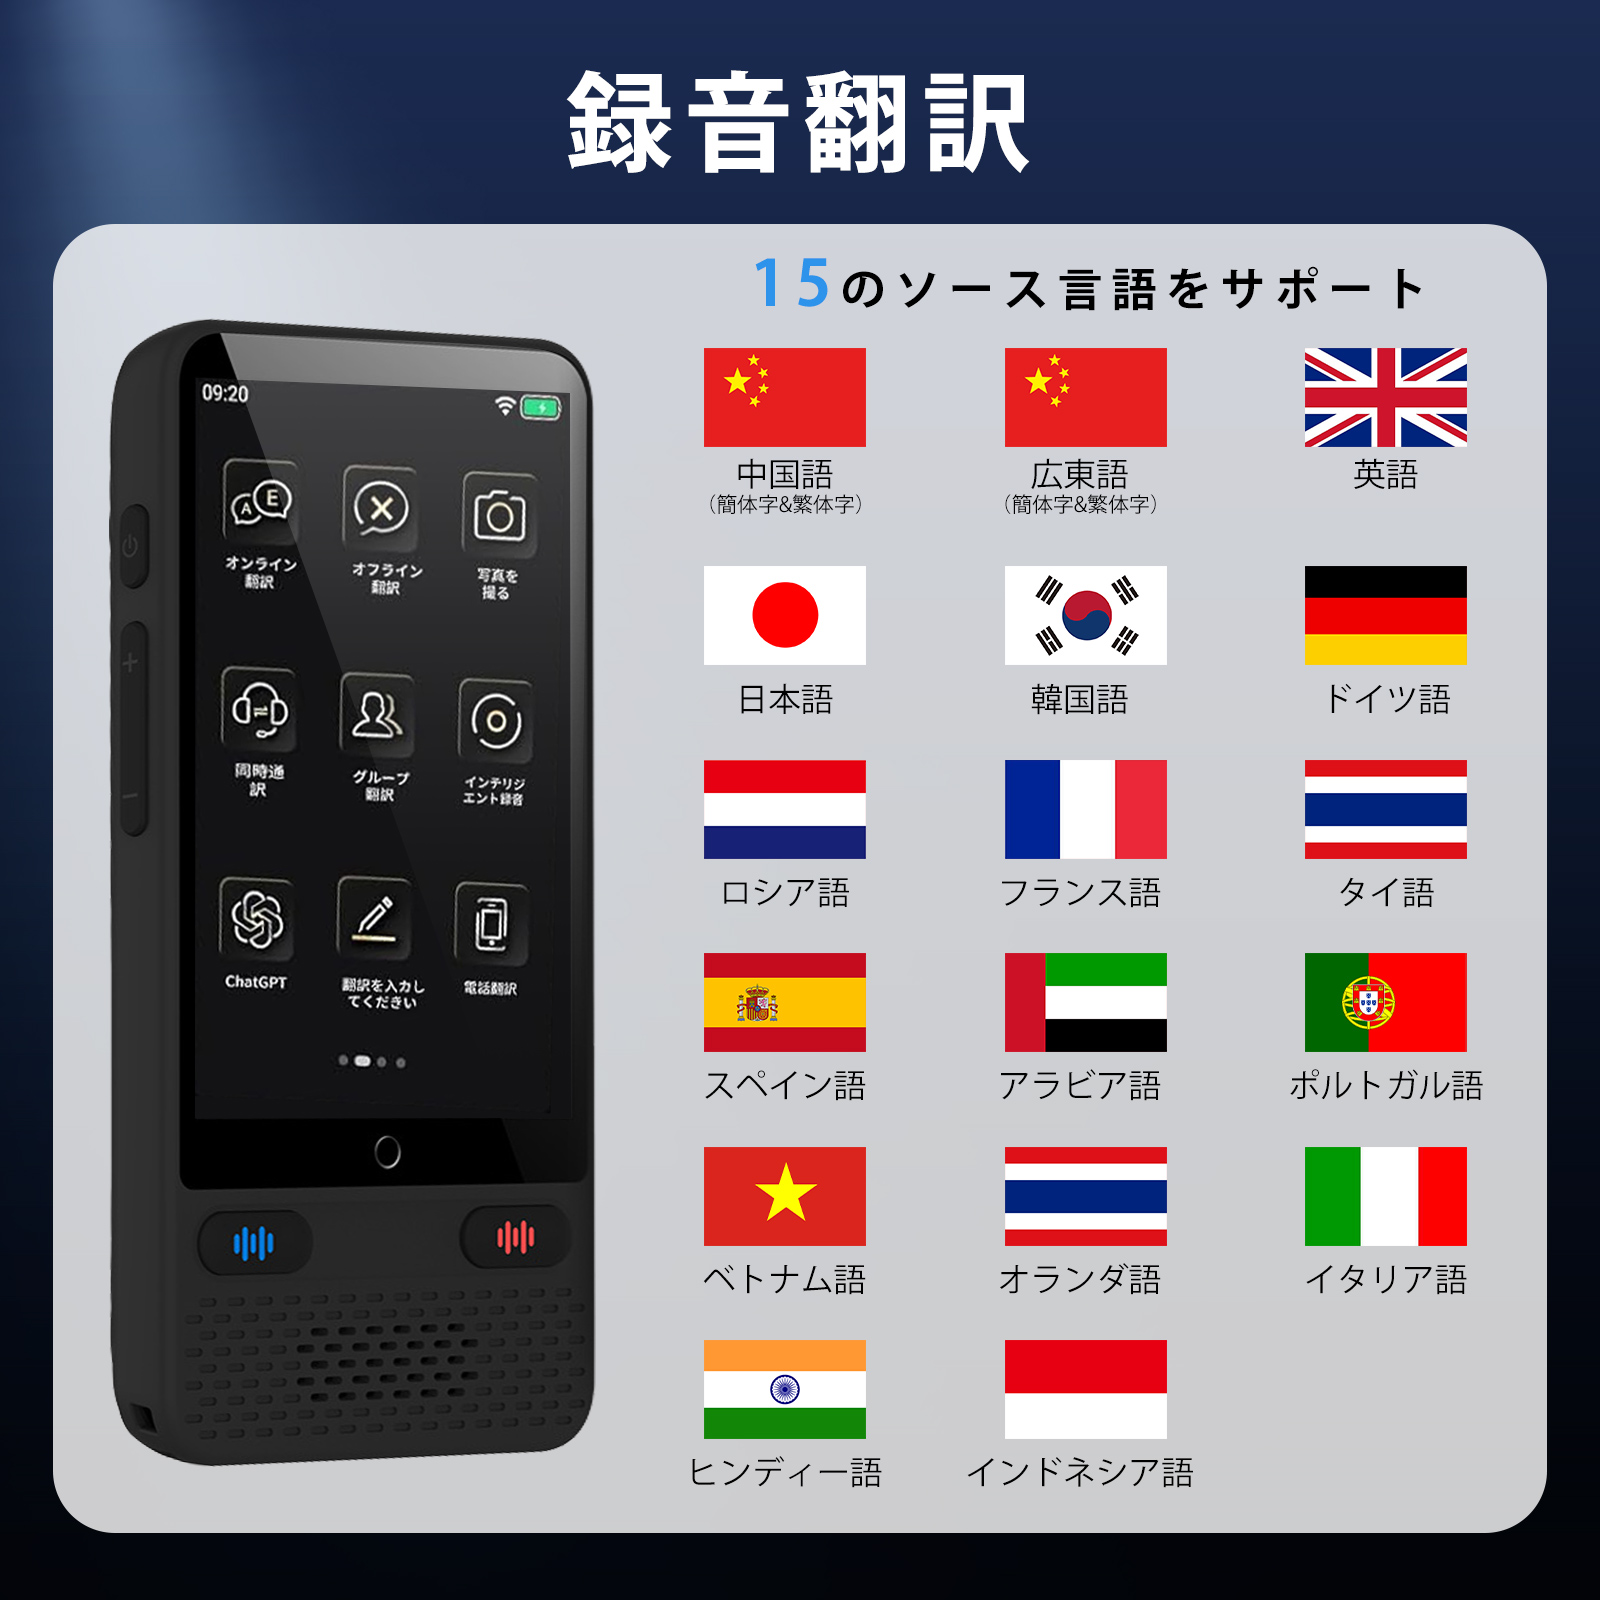 録音翻訳
15のソース言語をサポート
09:20
オンライン
翻訳
オフライン
翻訳
写真を
撮る
同時通
訳
グループ
翻訳
インテリジ
エント録音
ChatGPT
翻訳を入力し
てください
電話翻訳
A
E
中国語
（簡体字&繁体字）
広東語
（簡体字&繁体字）
英語
日本語
韓国語
ドイツ語
ロシア語
フランス語
タイ語
スペイン語
アラビア語
ポルトガル語
ベトナム語
オランダ語
イタリア語
ヒンディー語
インドネシア語